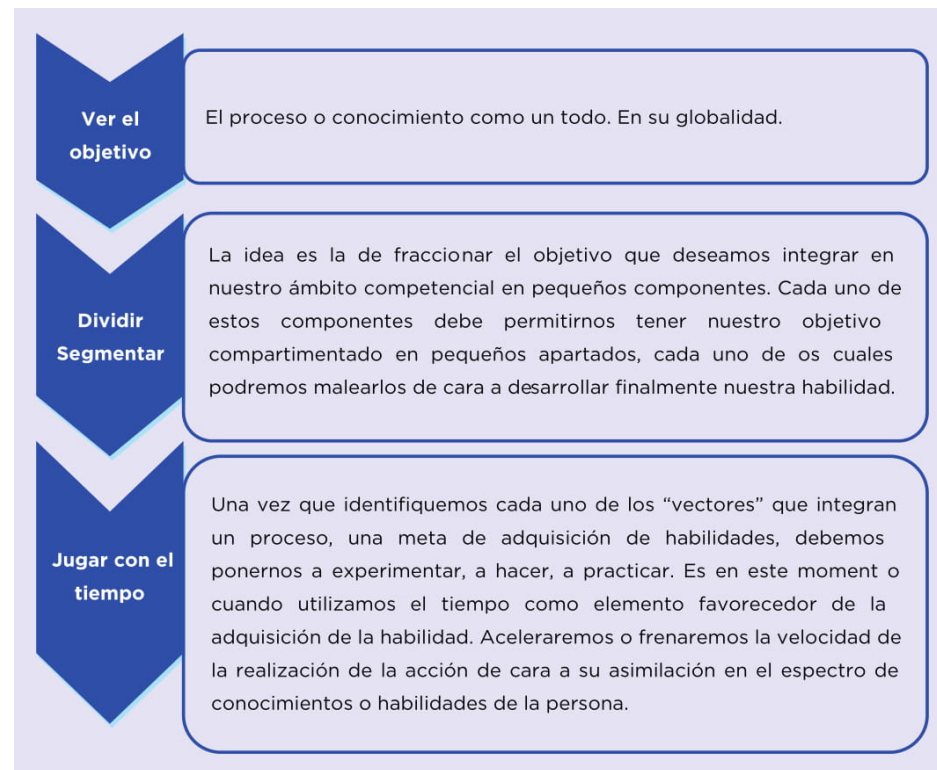 Ver el
objetivo
El proceso o conocimiento como un todo. En su globalidad.
Dividir
Segmentar
La idea es la de fraccionar el objetivo que deseamos integrar en
nuestro ámbito competencial en pequeños componentes. Cada uno de
estos componentes debe permitirnos tener nuestro objetivo
compartimentado en pequeños apartados, cada uno de os cuales
podremos malearlos de cara a desarrollar finalmente nuestra habilidad.
Jugar con el
tiempo
Una vez que identifiquemos cada uno de los “vectores” que integran
un proceso, una meta de adquisición de habilidades, debemos
ponernos a experimentar, a hacer, a practicar. Es en este moment o
cuando utilizamos el tiempo como elemento favorecedor de la
adquisición de la habilidad. Aceleraremos o frenaremos la velocidad de
la realización de la acción de cara a su asimilación en el espectro de
conocimientos o habilidades de la persona.